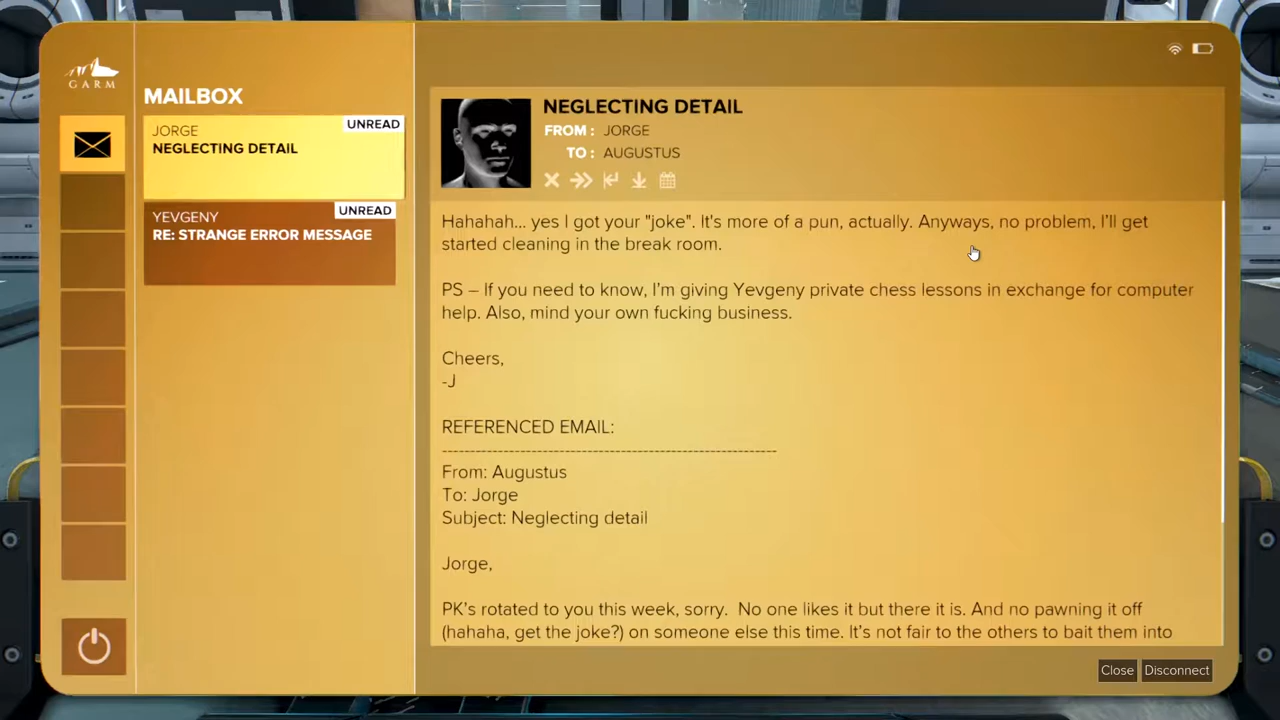 GARM
MAILBOX
JORGE
UNREAD
NEGLECTING DETAIL
YEVGENY
UNREAD
RE: STRANGE ERROR MESSAGE
NEGLECTING DETAIL
FROM : JORGE
TO : AUGUSTUS
Hahahah... yes I got your "joke". It's more of a pun, actually. Anyways, no problem, I'll get
started cleaning in the break room.
PS – If you need to know, I'm giving Yevgeny private chess lessons in exchange for computer
help. Also, mind your own fucking business.
Cheers,
-J
REFERENCED EMAIL:
------------------------------------------------------------
From: Augustus
To: Jorge
Subject: Neglecting detail
Jorge,
PK's rotated to you this week, sorry.  No one likes it but there it is. And no pawning it off
(hahaha, get the joke?) on someone else this time. It's not fair to the others to bait them into
Close
Disconnect